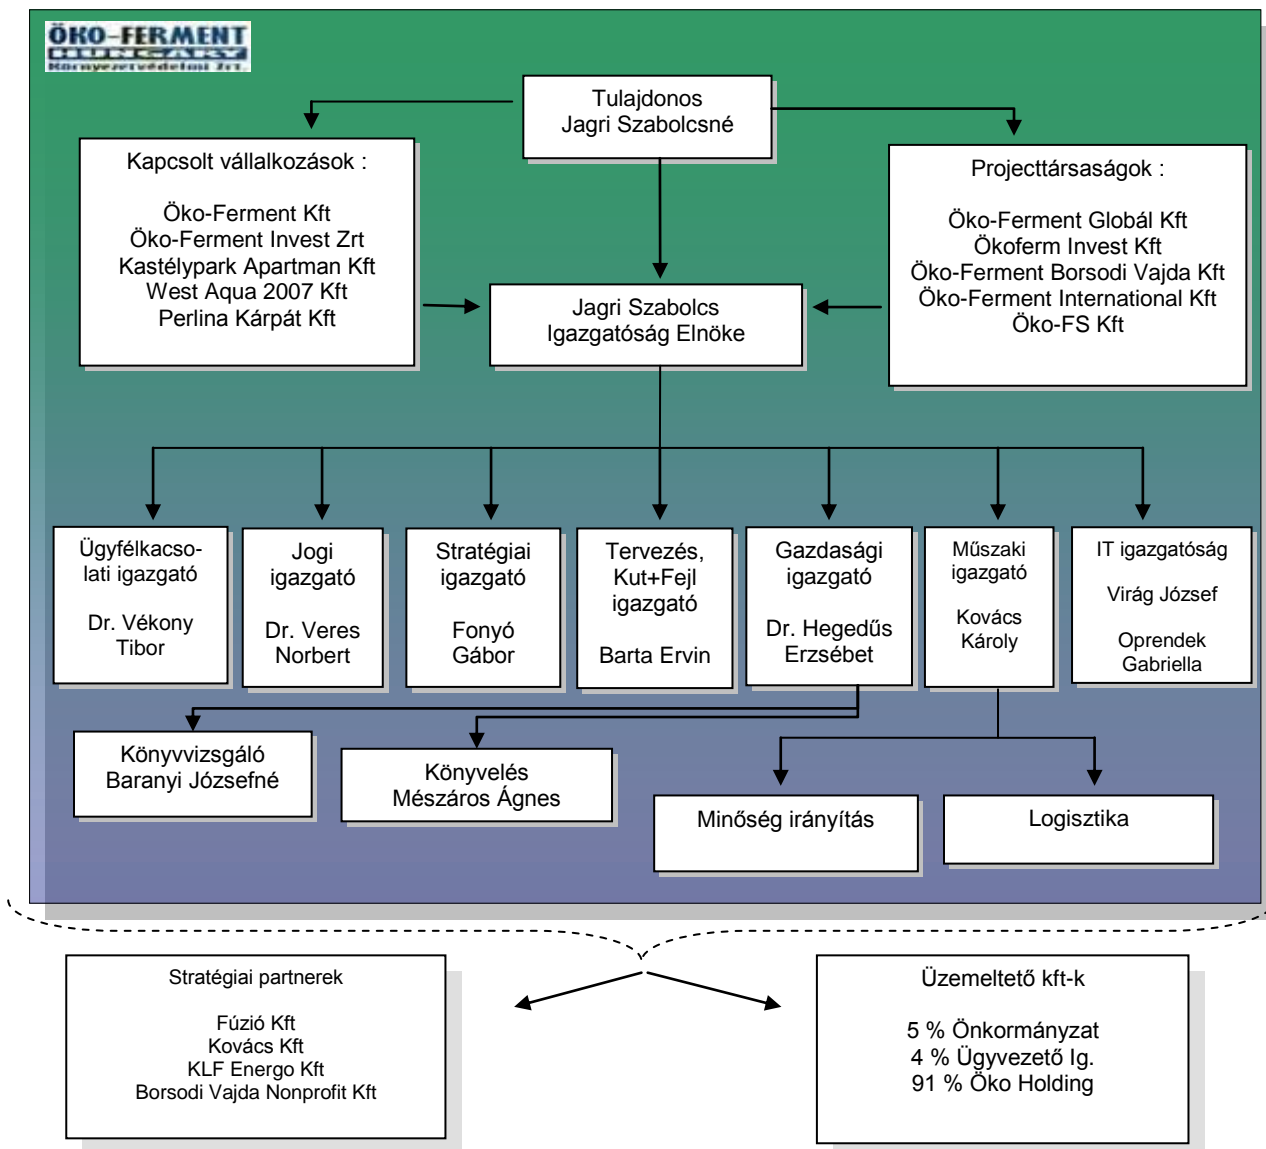 ÖKO-FERMENT
HUNGARY
Környezetvédelmi Zrt.
Tulajdonos
Jagri Szabolcsné
Kapcsolt vállalkozások :
Öko-Ferment Kft
Öko-Ferment Invest Zrt
Kastélypark Apartman Kft
West Aqua 2007 Kft
Perlina Kárpát Kft
Projecttársaságok :
Öko-Ferment Globál Kft
Ökoferm Invest Kft
Öko-Ferment Borsodi Vajda Kft
Öko-Ferment International Kft
Öko-FS Kft
Jagri Szabolcs
Igazgatóság Elnöke
Ügyfélkacso-
lati igazgató
Dr. Vékony
Tibor
Jogi
igazgató
Dr. Veres
Norbert
Stratégiai
igazgató
Fonyó
Gábor
Tervezés,
Kut+Fejl
igazgató
Barta Ervin
Gazdasági
igazgató
Dr. Hegedűs
Erzsébet
Műszaki
igazgató
Kovács
Károly
IT igazgatóság
Virág József
Oprendek
Gabriella
Könyvvizsgáló
Baranyi Józsefné
Könyvelés
Mészáros Ágnes
Minőség irányítás
Logisztika
Stratégiai partnerek
Fúzió Kft
Kovács Kft
KLF Energo Kft
Borsodi Vajda Nonprofit Kft
Üzemeltető kft-k
5 % Önkormányzat
4 % Ügyvezető Ig.
91 % Öko Holding